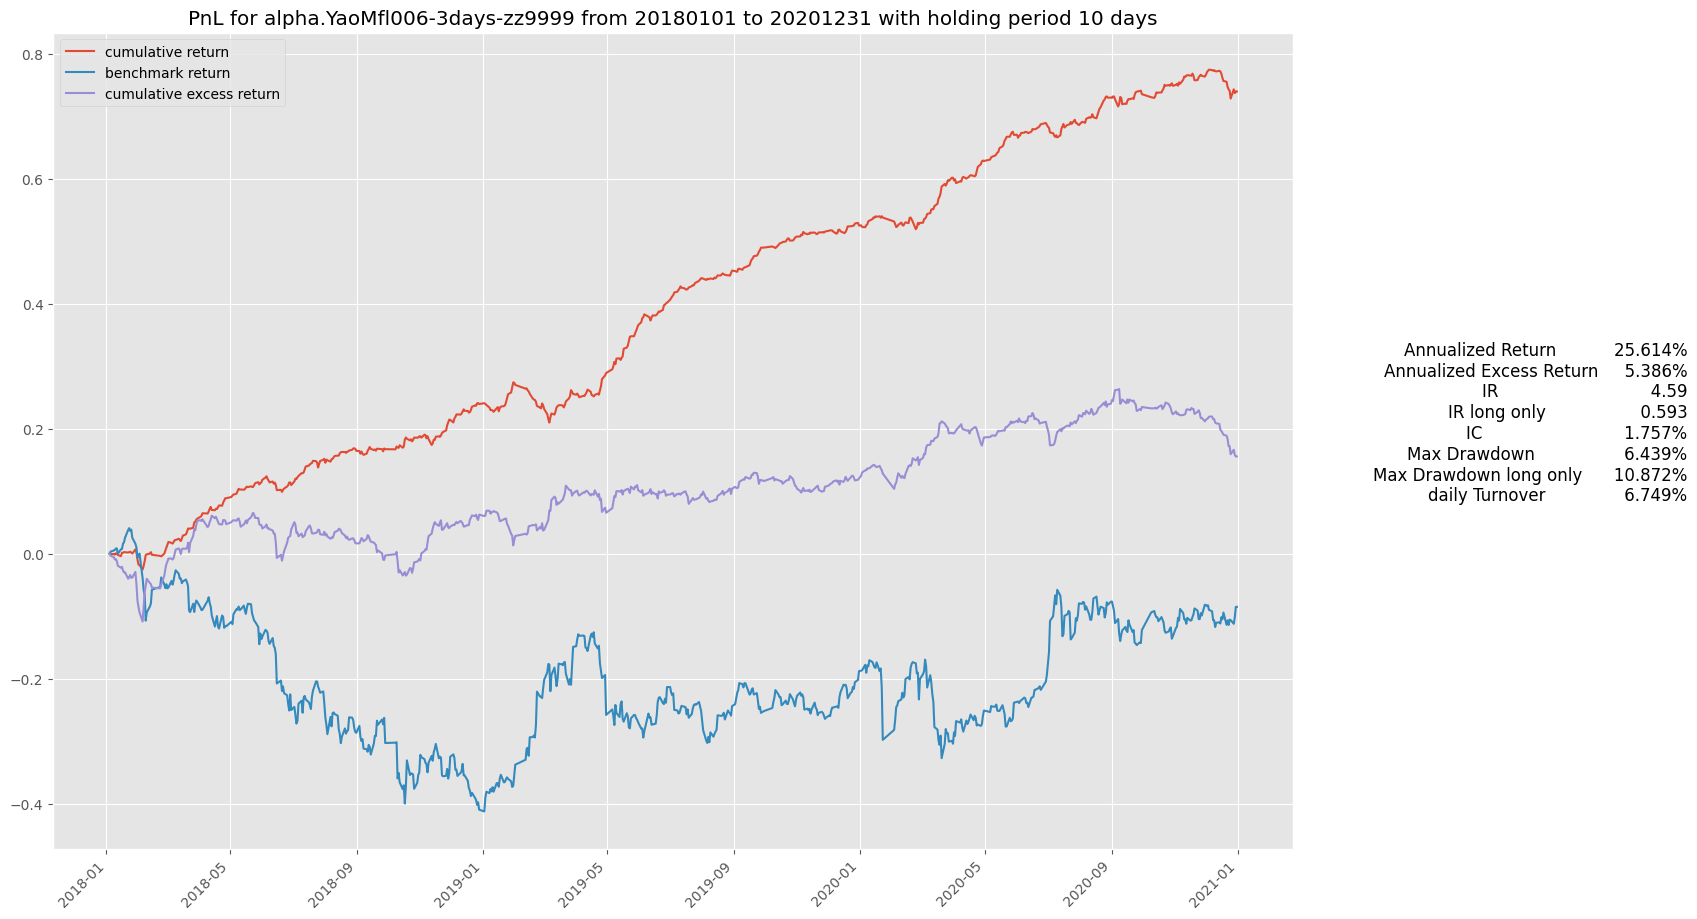 PnL for alpha.YaoMfl006-3days-zz9999 from 20180101 to 20201231 with holding period 10 days
cumulative return
benchmark return
cumulative excess return
0.8
0.6
0.4
0.2
0.0
−0.2
−0.4
2018-01
2018-05
2018-09
2019-01
2019-05
2019-09
2020-01
2020-05
2020-09
2021-01
Annualized Return 25.614%
Annualized Excess Return 5.386%
IR 4.59
IR long only 0.593
IC 1.757%
Max Drawdown 6.439%
Max Drawdown long only 10.872%
daily Turnover 6.749%